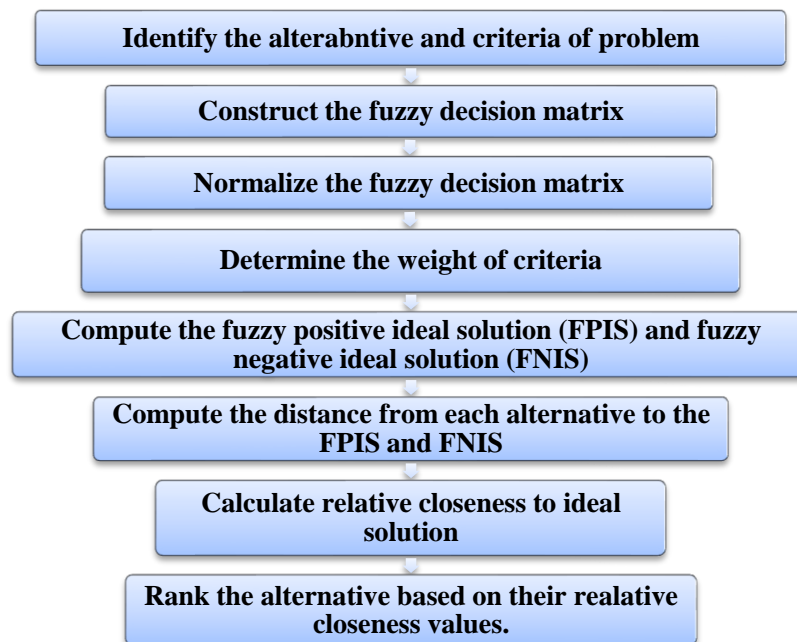 Identify the alterabntive and criteria of problem
Construct the fuzzy decision matrix
Normalize the fuzzy decision matrix
Determine the weight of criteria
Compute the fuzzy positive ideal solution (FPIS) and fuzzy
negative ideal solution (FNIS)
Compute the distance from each alternative to the
FPIS and FNIS
Calculate relative closeness to ideal
solution
Rank the alternative based on their realative
closeness values.